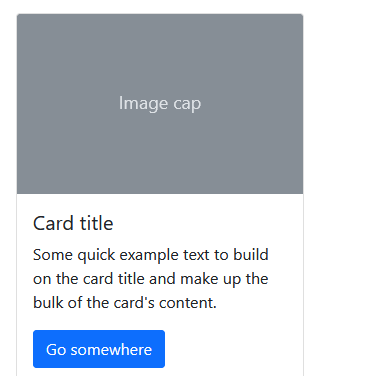 Image cap
Card title
Some quick example text to build
on the card title and make up the
bulk of the card's content.
Go somewhere